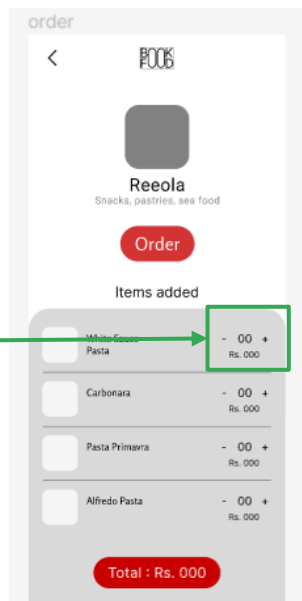 order
<
BOOK
FOOD
Reeola
Snacks, pastries, sea food
Order
Items added
White Sauce
Pasta
- 00 +
Rs. 000
Carbonara
- 00 +
Rs. 000
Pasta Primavra
- 00 +
Rs. 000
Alfredo Pasta
- 00 +
Rs. 000
Total : Rs. 000